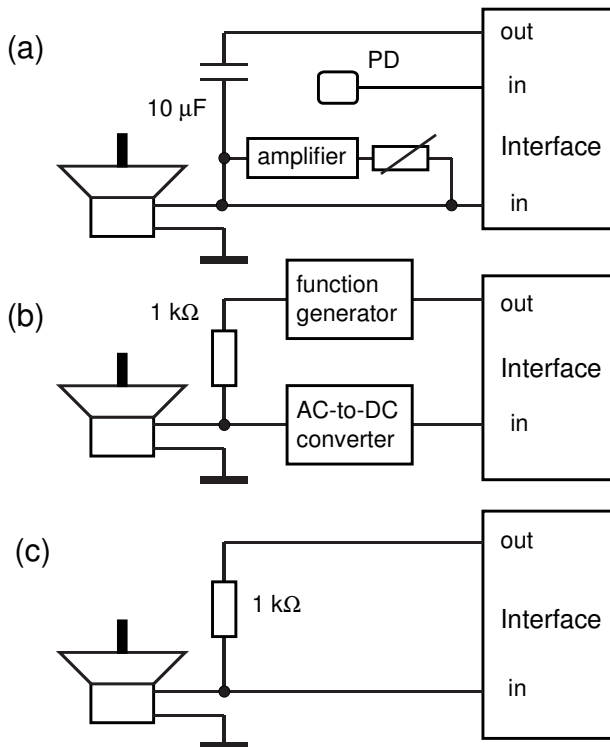 (a)
out
PD
10 μF
in
amplifier
Interface
in
(b)
1 kΩ
function
generator
out
Interface
AC-to-DC
converter
in
(c)
out
1 kΩ
Interface
in